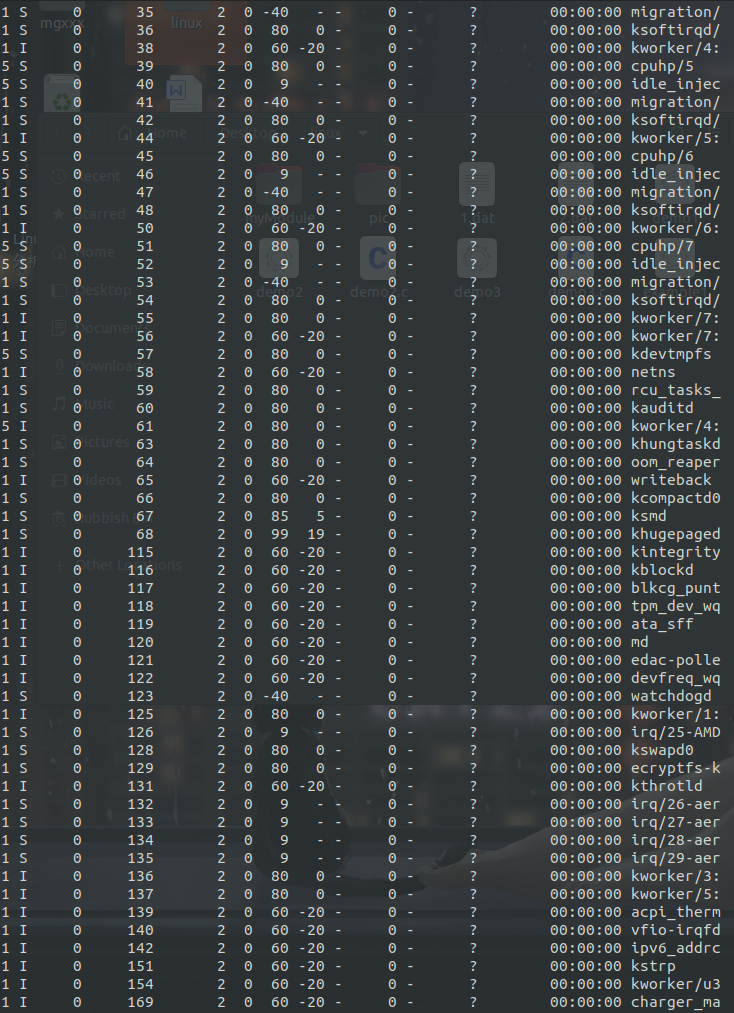 1 S 0 35 2 0 -40 - - 0 - ? 00:00:00 migration/
1 S 0 36 2 0 80 0 - 0 - ? 00:00:00 ksoftirqd/
1 I 0 38 2 0 60 -20 - 0 - ? 00:00:00 kworker/4:
5 S 0 39 2 0 80 0 - 0 - ? 00:00:00 cpuhp/5
5 S 0 40 2 0 9 - - 0 - ? 00:00:00 idle_injec
1 S 0 41 2 0 -40 - - 0 - ? 00:00:00 migration/
1 S 0 42 2 0 80 0 - 0 - ? 00:00:00 ksoftirqd/
1 I 0 44 2 0 60 -20 - 0 - ? 00:00:00 kworker/5:
5 S 0 45 2 0 80 0 - 0 - ? 00:00:00 cpuhp/6
5 S 0 46 2 0 9 - - 0 - ? 00:00:00 idle_injec
1 S 0 47 2 0 -40 - - 0 - ? 00:00:00 migration/
1 S 0 48 2 0 80 0 - 0 - ? 00:00:00 ksoftirqd/
1 I 0 50 2 0 60 -20 - 0 - ? 00:00:00 kworker/6:
5 S 0 51 2 0 80 0 - 0 - ? 00:00:00 cpuhp/7
5 S 0 52 2 0 9 - - 0 - ? 00:00:00 idle_injec
1 S 0 53 2 0 -40 - - 0 - ? 00:00:00 migration/
1 S 0 54 2 0 80 0 - 0 - ? 00:00:00 ksoftirqd/
1 I 0 55 2 0 80 0 - 0 - ? 00:00:00 kworker/7:
1 I 0 56 2 0 60 -20 - 0 - ? 00:00:00 kworker/7:
5 S 0 57 2 0 80 0 - 0 - ? 00:00:00 kdevtmpfs
1 I 0 58 2 0 60 -20 - 0 - ? 00:00:00 netns
1 S 0 59 2 0 80 0 - 0 - ? 00:00:00 rcu_tasks_
1 S 0 60 2 0 80 0 - 0 - ? 00:00:00 kauditd
5 I 0 61 2 0 80 0 - 0 - ? 00:00:00 kworker/4:
1 S 0 63 2 0 80 0 - 0 - ? 00:00:00 khungtaskd
1 S 0 64 2 0 80 0 - 0 - ? 00:00:00 oom_reaper
1 I 0 65 2 0 60 -20 - 0 - ? 00:00:00 writeback
1 S 0 66 2 0 80 0 - 0 - ? 00:00:00 kcompactd0
1 S 0 67 2 0 85 5 - 0 - ? 00:00:00 ksmd
1 S 0 68 2 0 99 19 - 0 - ? 00:00:00 khugepaged
1 I 0 115 2 0 60 -20 - 0 - ? 00:00:00 kintegrity
1 I 0 116 2 0 60 -20 - 0 - ? 00:00:00 kblockd
1 I 0 117 2 0 60 -20 - 0 - ? 00:00:00 blkcg_punt
1 I 0 118 2 0 60 -20 - 0 - ? 00:00:00 tpm_dev_wq
1 I 0 119 2 0 60 -20 - 0 - ? 00:00:00 ata_sff
1 I 0 120 2 0 60 -20 - 0 - ? 00:00:00 md
1 I 0 121 2 0 60 -20 - 0 - ? 00:00:00 edac-polle
1 I 0 122 2 0 60 -20 - 0 - ? 00:00:00 devfreq_wq
1 S 0 123 2 0 -40 - - 0 - ? 00:00:00 watchdogd
1 I 0 125 2 0 80 0 - 0 - ? 00:00:00 kworker/1:
1 S 0 126 2 0 9 - - 0 - ? 00:00:00 irq/25-AMD
1 S 0 128 2 0 80 0 - 0 - ? 00:00:00 kswapd0
1 S 0 129 2 0 80 0 - 0 - ? 00:00:00 ecryptfs-k
1 I 0 131 2 0 60 -20 - 0 - ? 00:00:00 kthrotld
1 S 0 132 2 0 9 - - 0 - ? 00:00:00 irq/26-aer
1 S 0 133 2 0 9 - - 0 - ? 00:00:00 irq/27-aer
1 S 0 134 2 0 9 - - 0 - ? 00:00:00 irq/28-aer
1 S 0 135 2 0 9 - - 0 - ? 00:00:00 irq/29-aer
1 I 0 136 2 0 80 0 - 0 - ? 00:00:00 kworker/3:
1 I 0 137 2 0 80 0 - 0 - ? 00:00:00 kworker/5:
1 I 0 139 2 0 60 -20 - 0 - ? 00:00:00 acpi_therm
1 I 0 140 2 0 60 -20 - 0 - ? 00:00:00 vfio-irqfd
1 I 0 142 2 0 60 -20 - 0 - ? 00:00:00 ipv6_addrc
1 I 0 151 2 0 60 -20 - 0 - ? 00:00:00 kstrp
1 I 0 154 2 0 60 -20 - 0 - ? 00:00:00 kworker/u3
1 I 0 169 2 0 60 -20 - 0 - ? 00:00:00 charger_ma
mgxxx
linux
Home
Desktop
Recent
Starred
Home
Desktop
Documents
Downloads
Music
Pictures
Videos
Other Locations
myModule
pic
1.dat
demo2
demo2.c
demo3